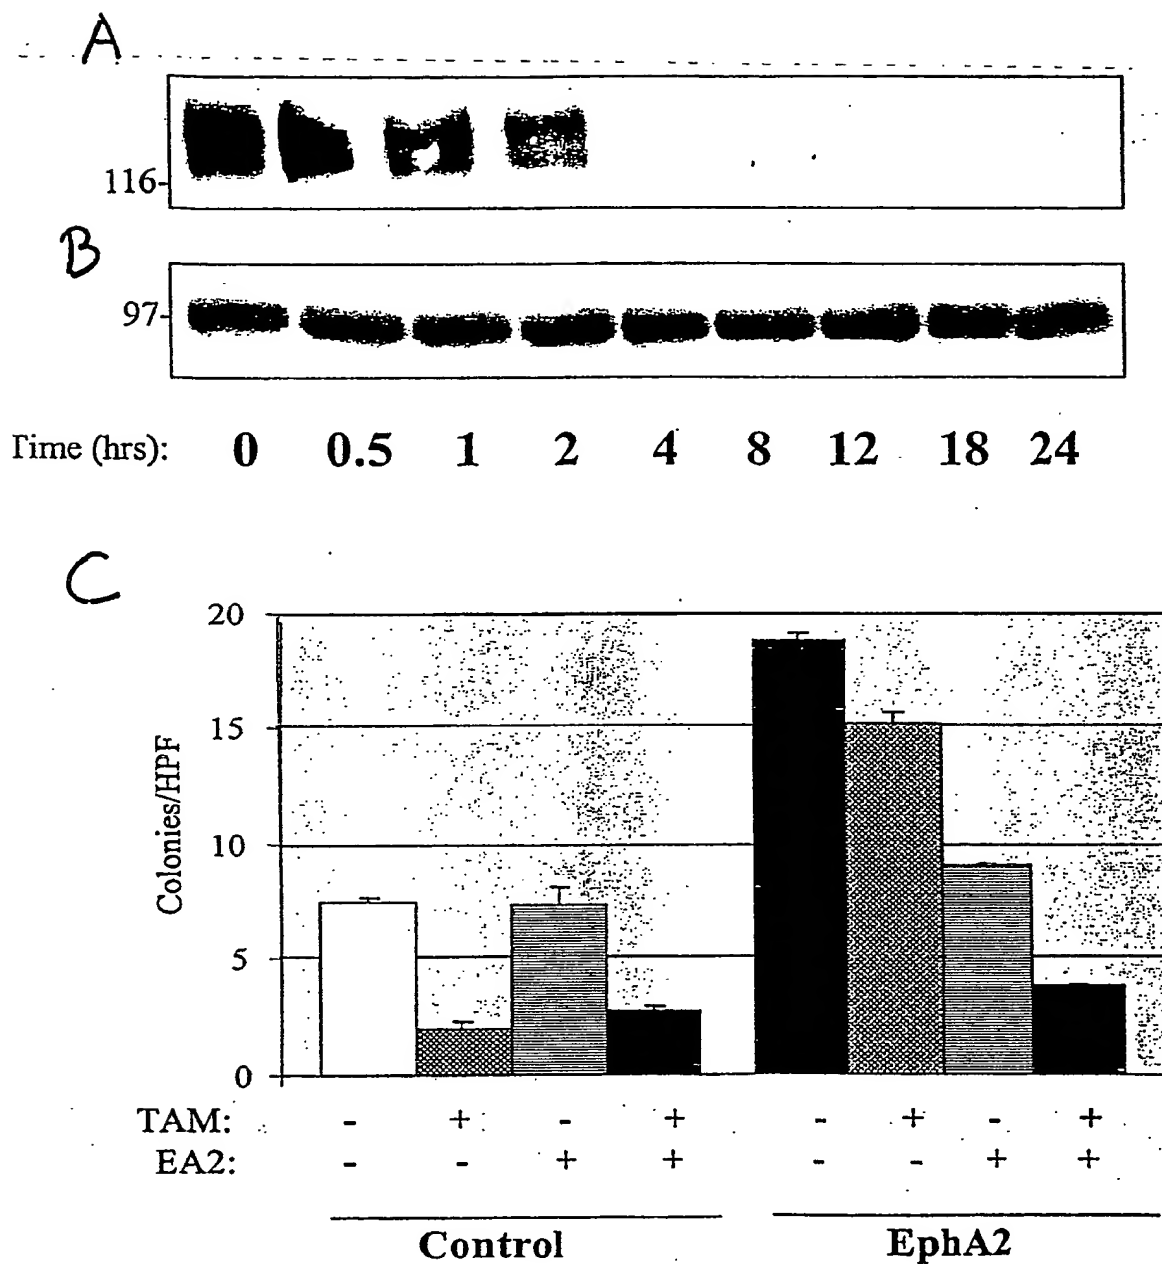 A
116-
B
97-
Time (hrs): 0 0.5 1 2 4 8 12 18 24
C
20
15
10
5
0
Colonies/HPF
TAM: - + - + - + - +
EA2: - - + + - - + +
Control EphA2